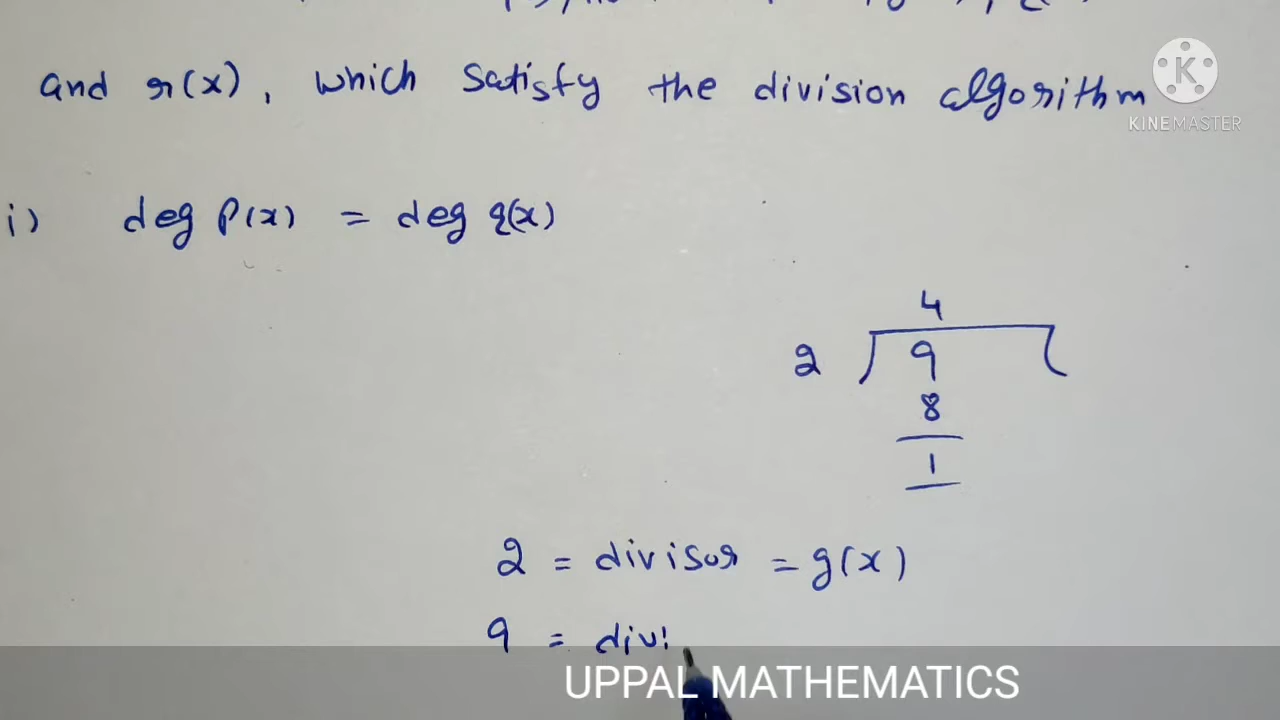 and r(x), which satisfy the division algorithm
KINEMASTER
i) deg p(x) = deg q(x)
4
2 ) 9 (
8
1
2 = divisor = g(x)
9 = divi
UPPAL MATHEMATICS